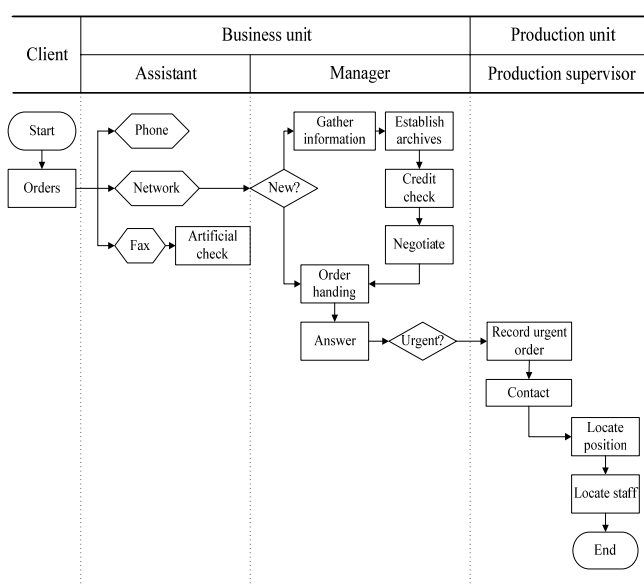 Client
Business unit
Production unit
Assistant
Manager
Production supervisor
Start
Orders
Phone
Network
Fax
Artificial
check
New?
Gather
information
Establish
archives
Credit
check
Negotiate
Order
handing
Answer
Urgent?
Record urgent
order
Contact
Locate
position
Locate staff
End